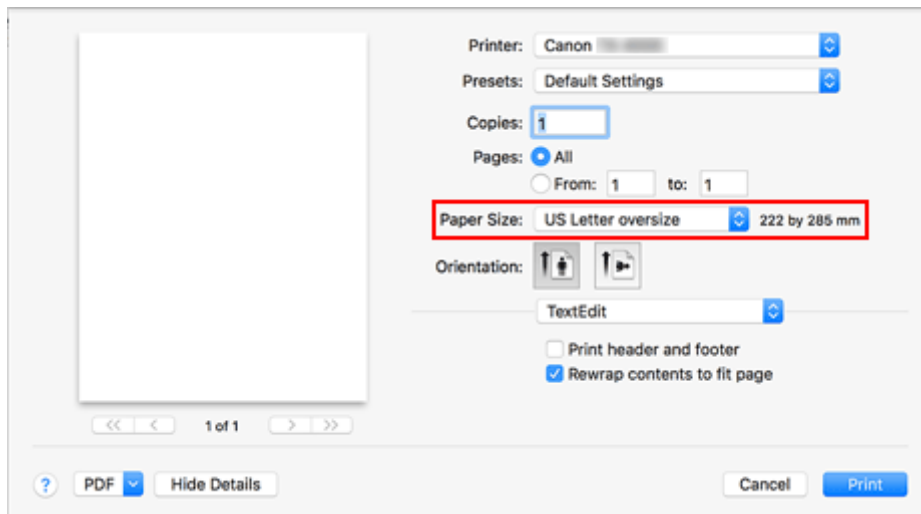 Printer: Canon
Presets: Default Settings
Copies: 1
Pages: All
From: 1 to: 1
Paper Size: US Letter oversize 222 by 285 mm
Orientation:
TextEdit
Print header and footer
Rewrap contents to fit page
<< < 1 of 1 > >>
? PDF Hide Details Cancel Print